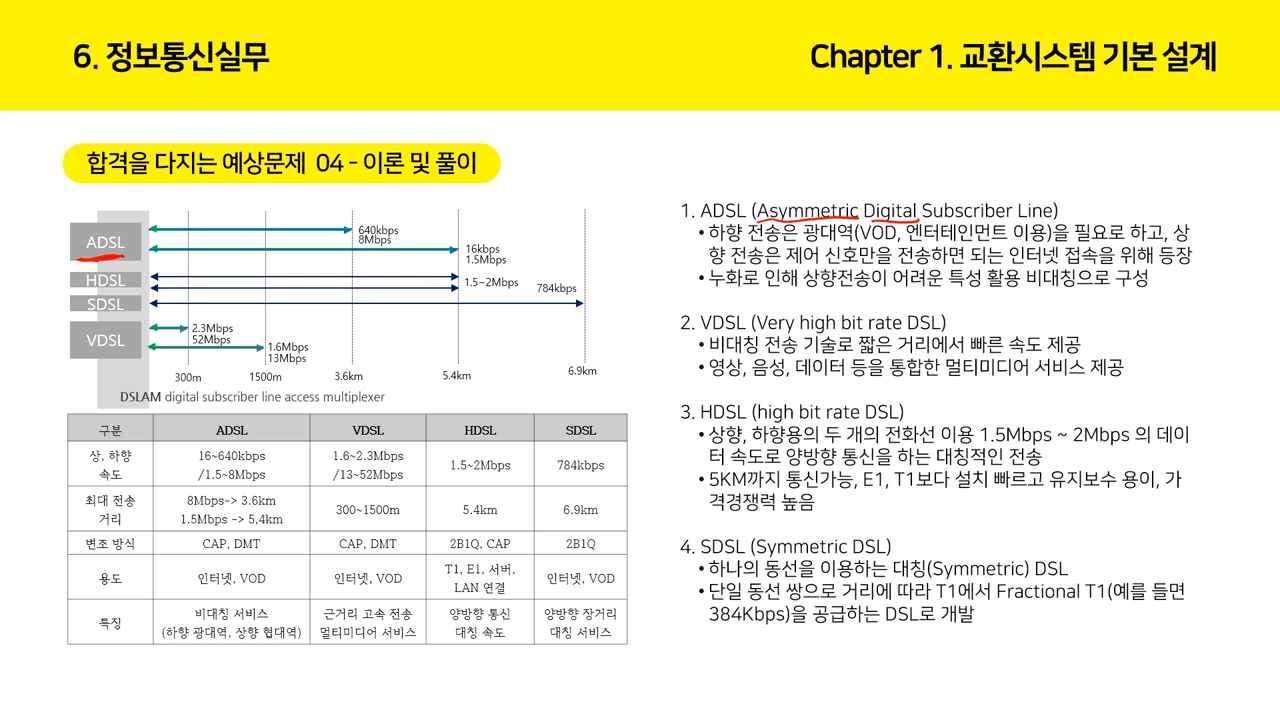 6. 정보통신실무
Chapter 1. 교환시스템 기본 설계
합격을 다지는 예상문제 04 - 이론 및 풀이
ADSL
640kbps
8Mbps
16kbps
1.5Mbps
HDSL
1.5~2Mbps
784kbps
SDSL
VDSL
2.3Mbps
52Mbps
1.6Mbps
13Mbps
300m
1500m
3.6km
5.4km
6.9km
DSLAM digital subscriber line access multiplexer
구분 ADSL VDSL HDSL SDSL
상, 하향 속도
16~640kbps
/1.5~8Mbps
1.6~2.3Mbps
/13~52Mbps
1.5~2Mbps
784kbps
최대 전송 거리
8Mbps-> 3.6km
1.5Mbps -> 5,4km
300~1500m
5.4km
6.9km
변조 방식 CAP, DMT CAP, DMT 2B1Q, CAP 2B1Q
용도
인터넷, VOD
인터넷, VOD
T1, E1, 서버,
LAN 연결
인터넷, VOD
특징
비대칭 서비스
(하향 광대역, 상향 협대역)
근거리 고속 전송
멀티미디어 서비스
양방향 통신
대칭 속도
양방향 장거리
대칭 서비스
1. ADSL (Asymmetric Digital Subscriber Line)
• 하향 전송은 광대역(VOD, 엔터테인먼트 이용)을 필요로 하고, 상
향 전송은 제어 신호만을 전송하면 되는 인터넷 접속을 위해 등장
• 누화로 인해 상향전송이 어려운 특성 활용 비대칭으로 구성
2. VDSL (Very high bit rate DSL)
• 비대칭 전송 기술로 짧은 거리에서 빠른 속도 제공
• 영상, 음성, 데이터 등을 통합한 멀티미디어 서비스 제공
3. HDSL (high bit rate DSL)
• 상향, 하향용의 두 개의 전화선 이용 1.5Mbps ~ 2Mbps 의 데이
터 속도로 양방향 통신을 하는 대칭적인 전송
• 5KM까지 통신가능, E1, T1보다 설치 빠르고 유지보수 용이, 가
격경쟁력 높음
4. SDSL (Symmetric DSL)
• 하나의 동선을 이용하는 대칭(Symmetric) DSL
• 단일 동선 쌍으로 거리에 따라 T1에서 Fractional T1(예를 들면
384Kbps)을 공급하는 DSL로 개발